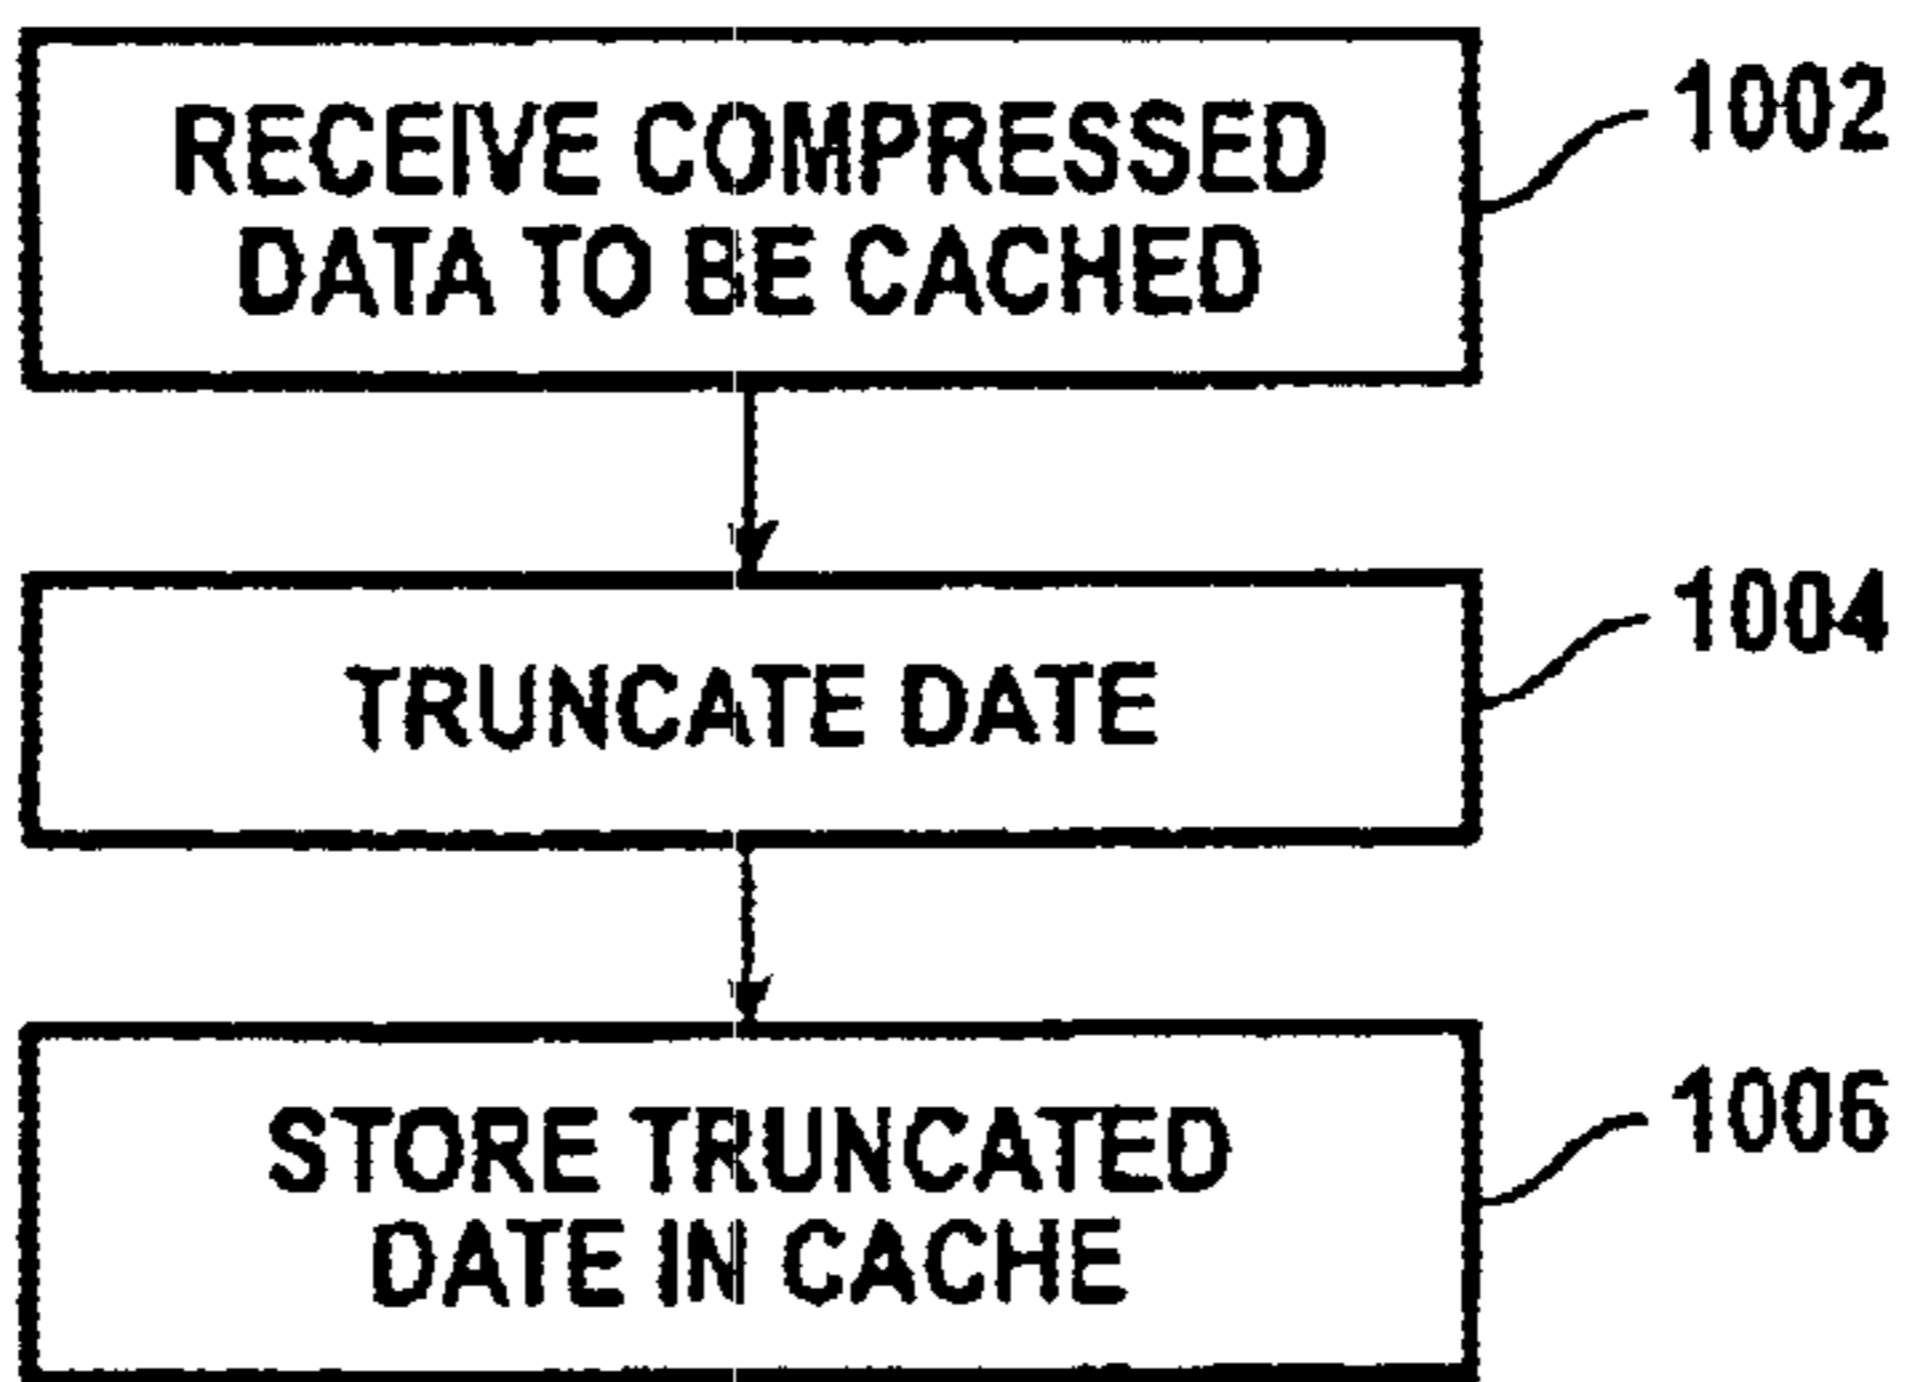 RECEIVE COMPRESSED
DATA TO BE CACHED
1002
TRUNCATE DATE
1004
STORE TRUNCATED
DATE IN CACHE
1006